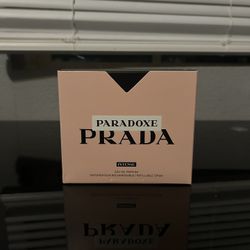 PARADOXE
PRADA
INTENSE
EAU DE PARFUM